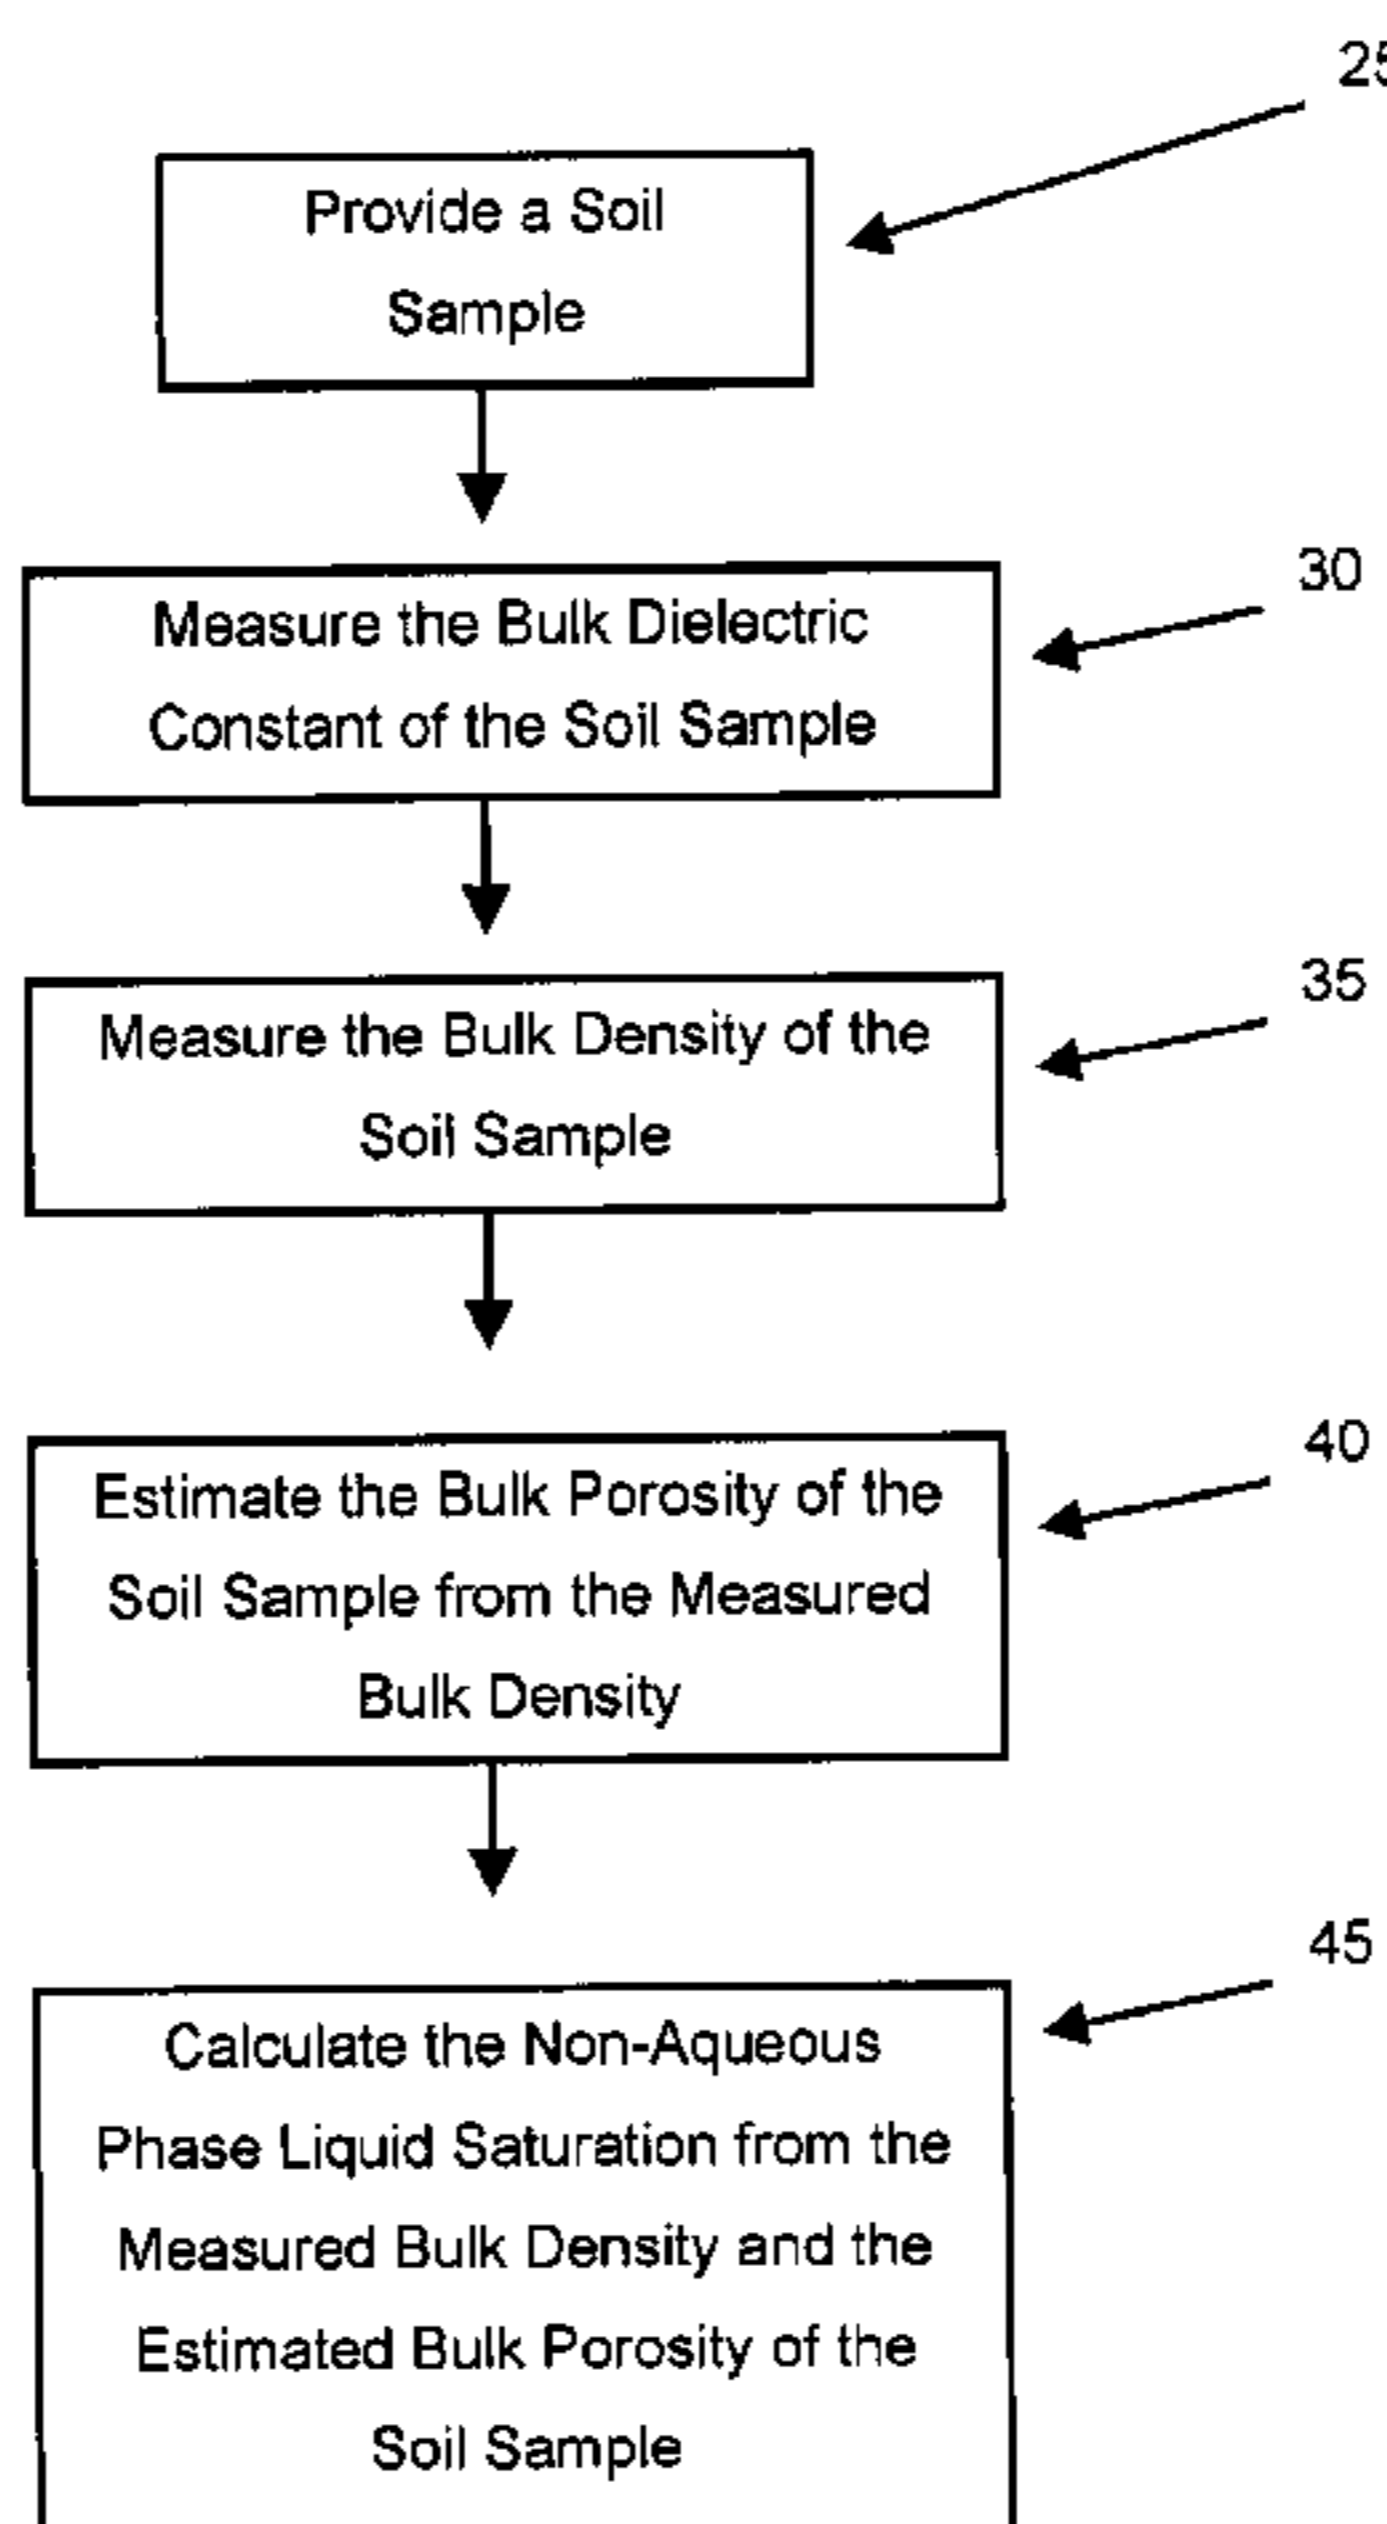 25
Provide a Soil
Sample
30
Measure the Bulk Dielectric
Constant of the Soil Sample
35
Measure the Bulk Density of the
Soil Sample
40
Estimate the Bulk Porosity of the
Soil Sample from the Measured
Bulk Density
45
Calculate the Non-Aqueous
Phase Liquid Saturation from the
Measured Bulk Density and the
Estimated Bulk Porosity of the
Soil Sample